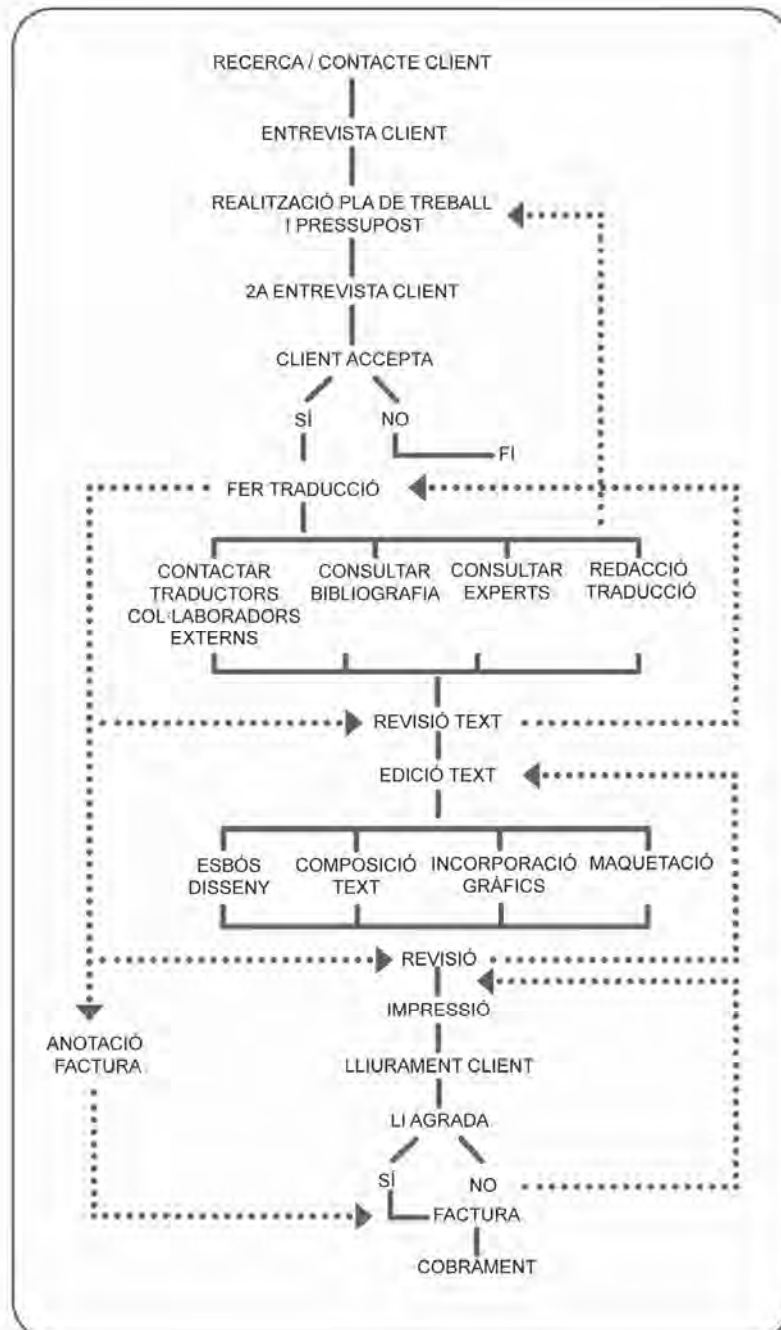 RECERCA / CONTACTE CLIENT
ENTREVISTA CLIENT
REALITZACIÓ PLA DE TREBALL
I PRESSUPOST
2A ENTREVISTA CLIENT
CLIENT ACCEPTA
SÍ
NO
FI
FER TRADUCCIÓ
CONTACTAR
TRADUCTORS
COL·LABORADORS
EXTERNS
CONSULTAR
BIBLIOGRAFIA
CONSULTAR
EXPERTS
REDACCIÓ
TRADUCCIÓ
REVISIÓ TEXT
EDICIÓ TEXT
ESBÓS
DISSENY
COMPOSICIÓ
TEXT
INCORPORACIÓ
GRÀFICS
MAQUETACIÓ
REVISIÓ
IMPRESSIÓ
ANOTACIÓ
FACTURA
LLIURAMENT CLIENT
LI AGRADA
SÍ
NO
FACTURA
COBRAMENT